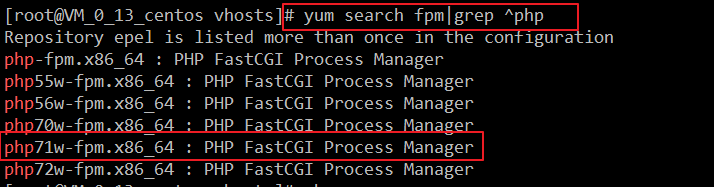 [root@VM_0_13_centos vhosts]# yum search fpm|grep ^php
Repository epel is listed more than once in the configuration
php-fpm.x86_64 : PHP FastCGI Process Manager
php55w-fpm.x86_64 : PHP FastCGI Process Manager
php56w-fpm.x86_64 : PHP FastCGI Process Manager
php70w-fpm.x86_64 : PHP FastCGI Process Manager
php71w-fpm.x86_64 : PHP FastCGI Process Manager
php72w-fpm.x86_64 : PHP FastCGI Process Manager